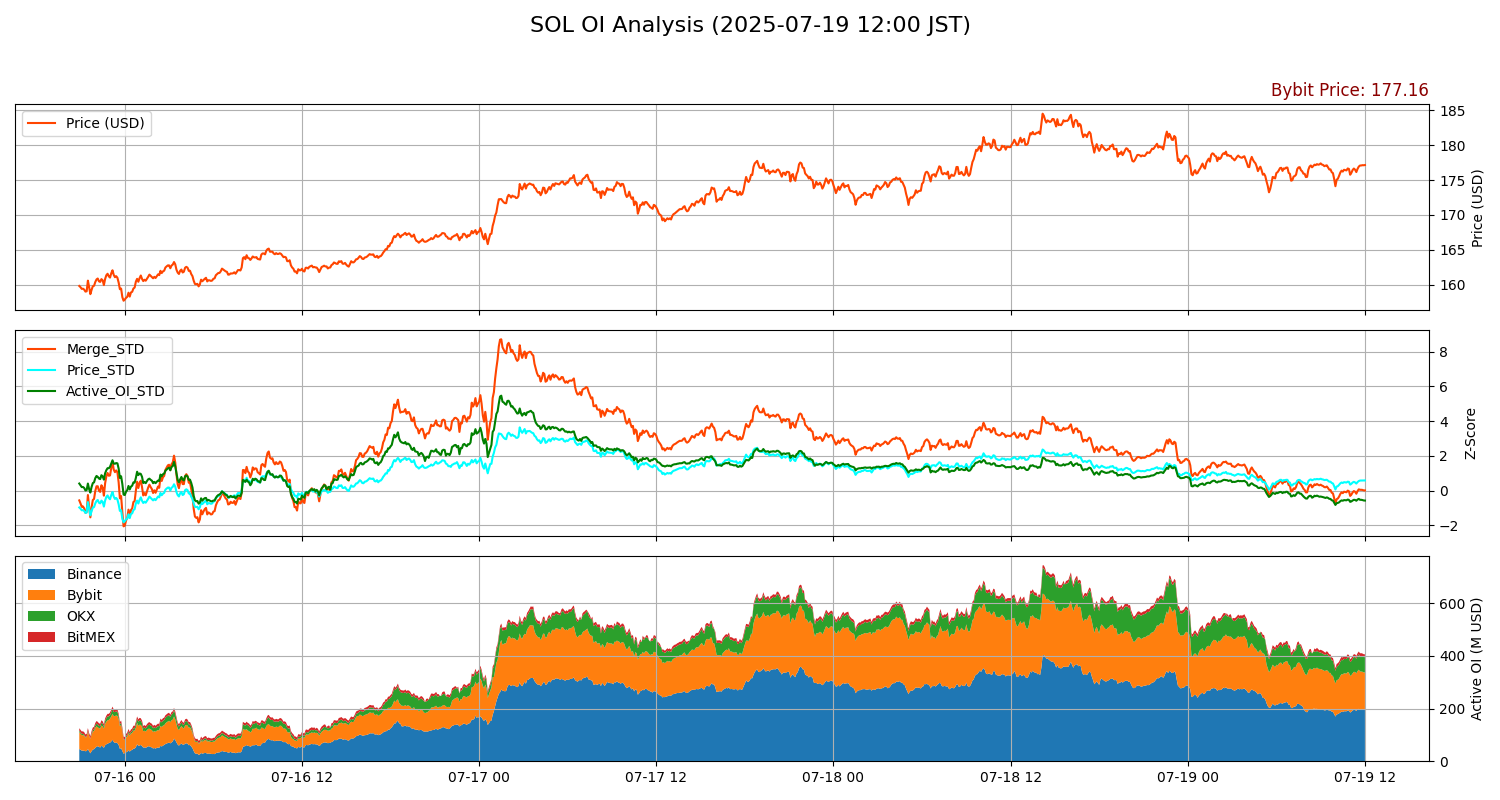 SOL OI Analysis (2025-07-19 12:00 JST)
Bybit Price: 177.16
Price (USD)
185
180
175
170
165
160
Price (USD)
Merge_STD
Price_STD
Active_OI_STD
8
6
4
2
0
−2
Z-Score
Binance
Bybit
OKX
BitMEX
600
400
200
0
Active OI (M USD)
07-16 00
07-16 12
07-17 00
07-17 12
07-18 00
07-18 12
07-19 00
07-19 12